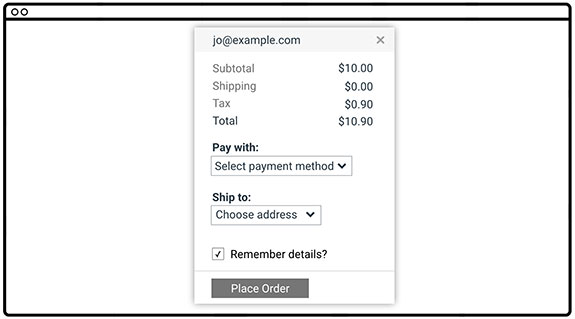 jo@example.com ×
Subtotal $10.00
Shipping $0.00
Tax $0.90
Total $10.90
Pay with:
Select payment method
Ship to:
Choose address
Remember details?
Place Order